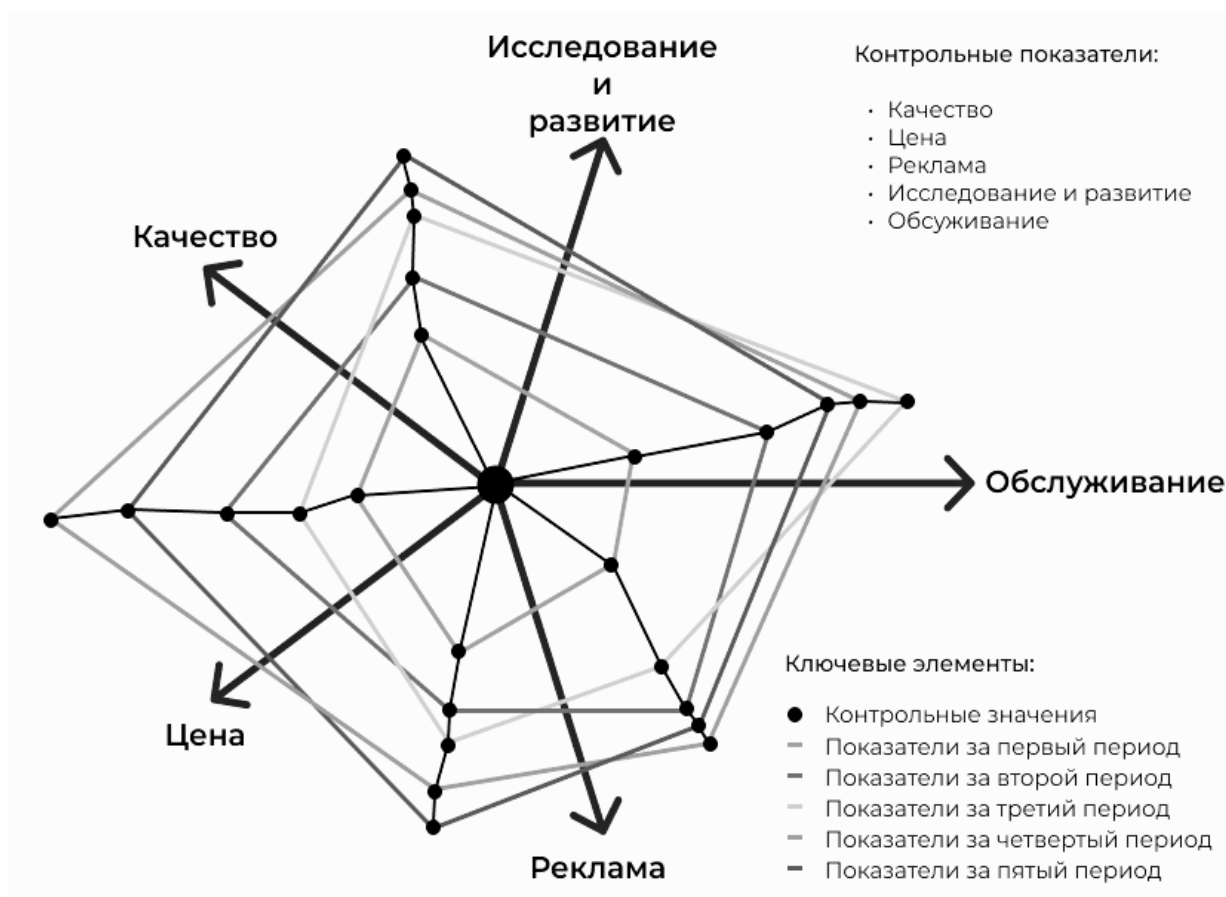 Исследование
и
развитие
Контрольные показатели:
· Качество
· Цена
· Реклама
· Исследование и развитие
· Обсуживание
Качество
Обслуживание
Цена
Реклама
Ключевые элементы:
Контрольные значения
Показатели за первый период
Показатели за второй период
Показатели за третий период
Показатели за четвертый период
Показатели за пятый период